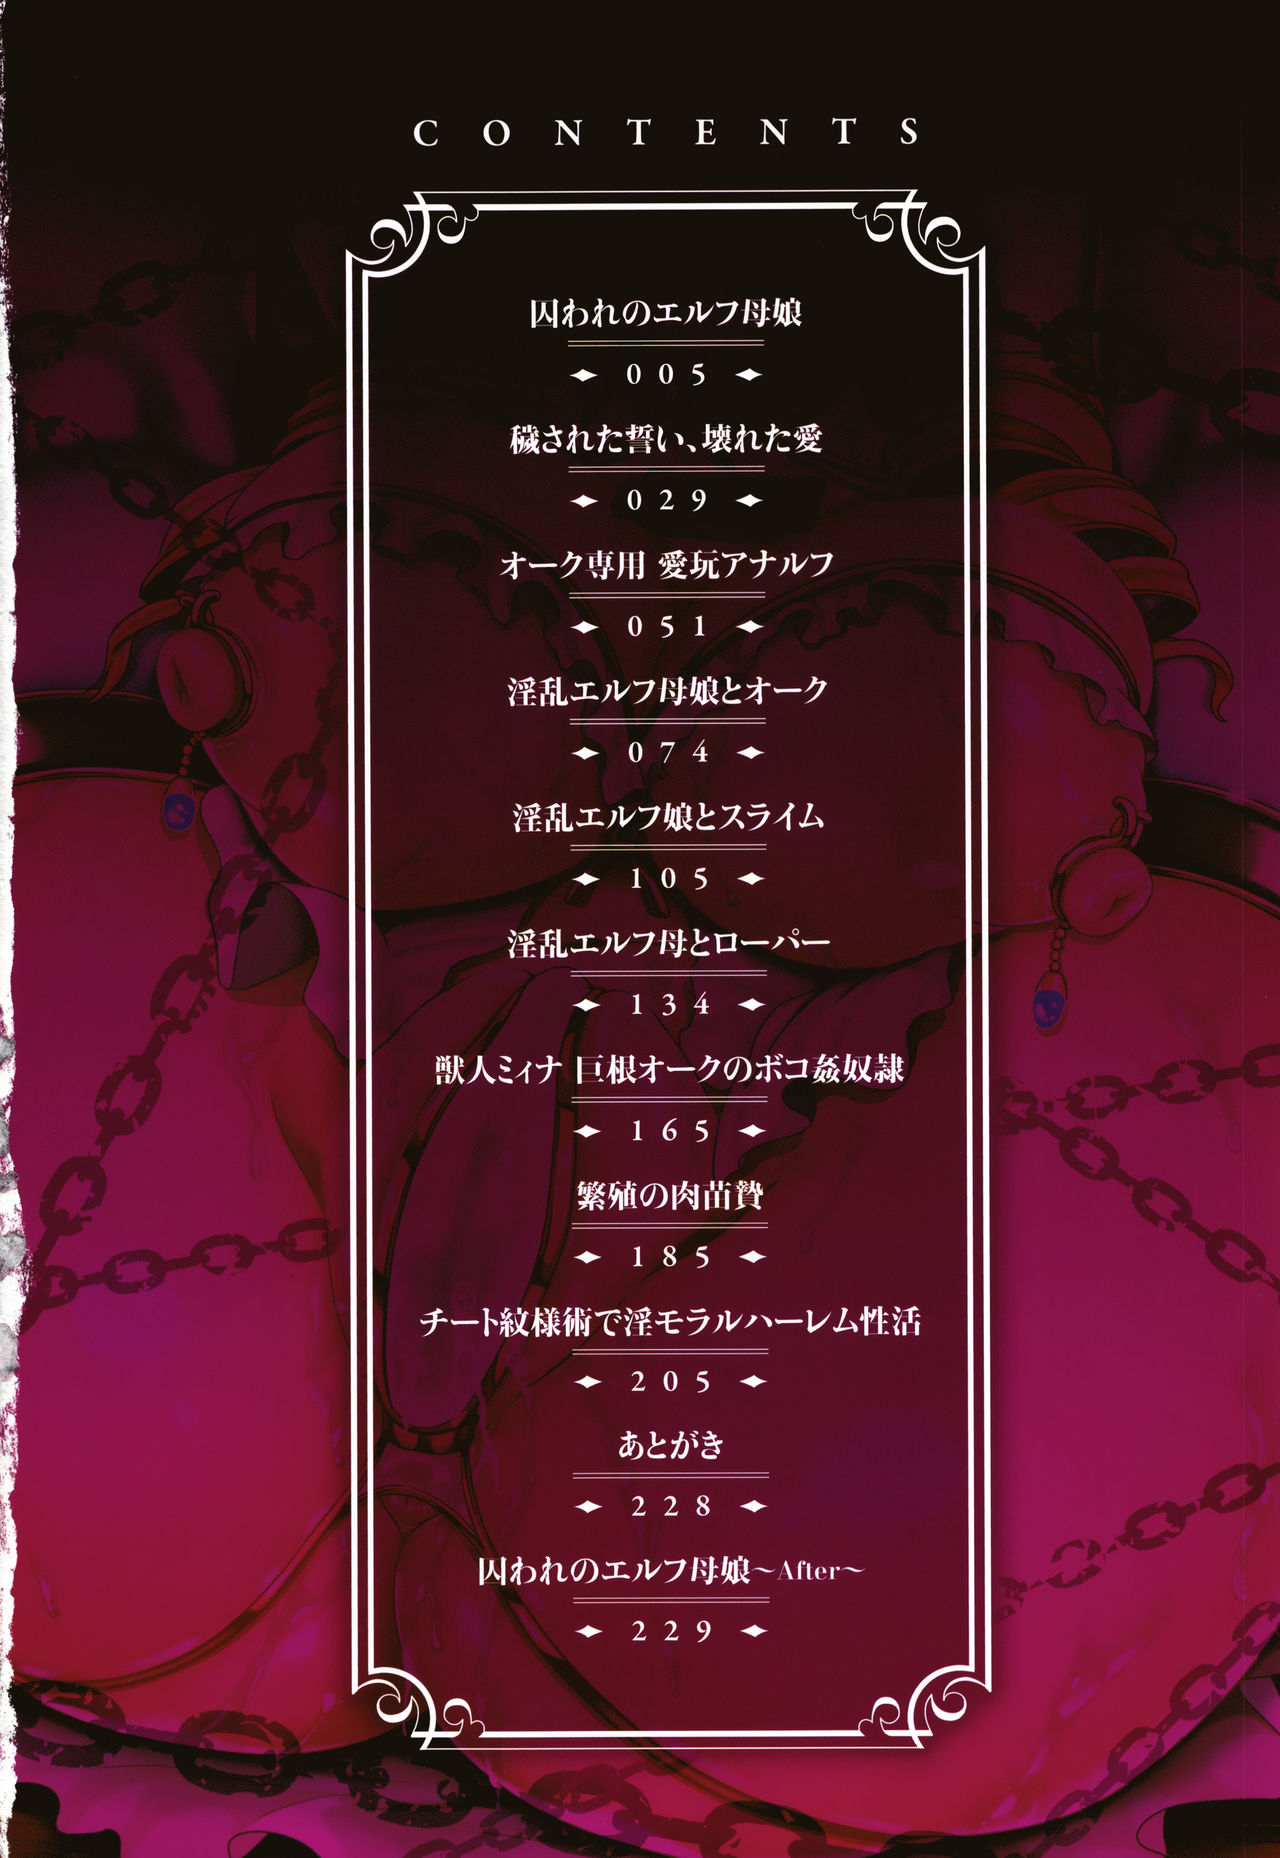 CONTENTS
囚われのエルフ母娘
005
穢された誓い、壊れた愛
029
オーク専用 愛玩アナルフ
051
淫乱エルフ母娘とオーク
074
淫乱エルフ娘とスライム
105
淫乱エルフ母とローパー
134
獣人ミィナ 巨根オークのボコ姦奴隷
165
繁殖の肉苗贄
185
チート紋様術で淫モラルハーレム性活
205
あとがき
228
囚われのエルフ母娘～After～
229